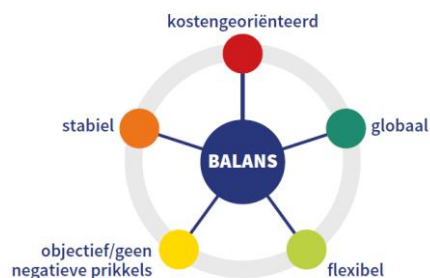 kostengeoriënteerd
stabiel
globaal
BALANS
objectief/geen
negatieve prikkels
flexibel